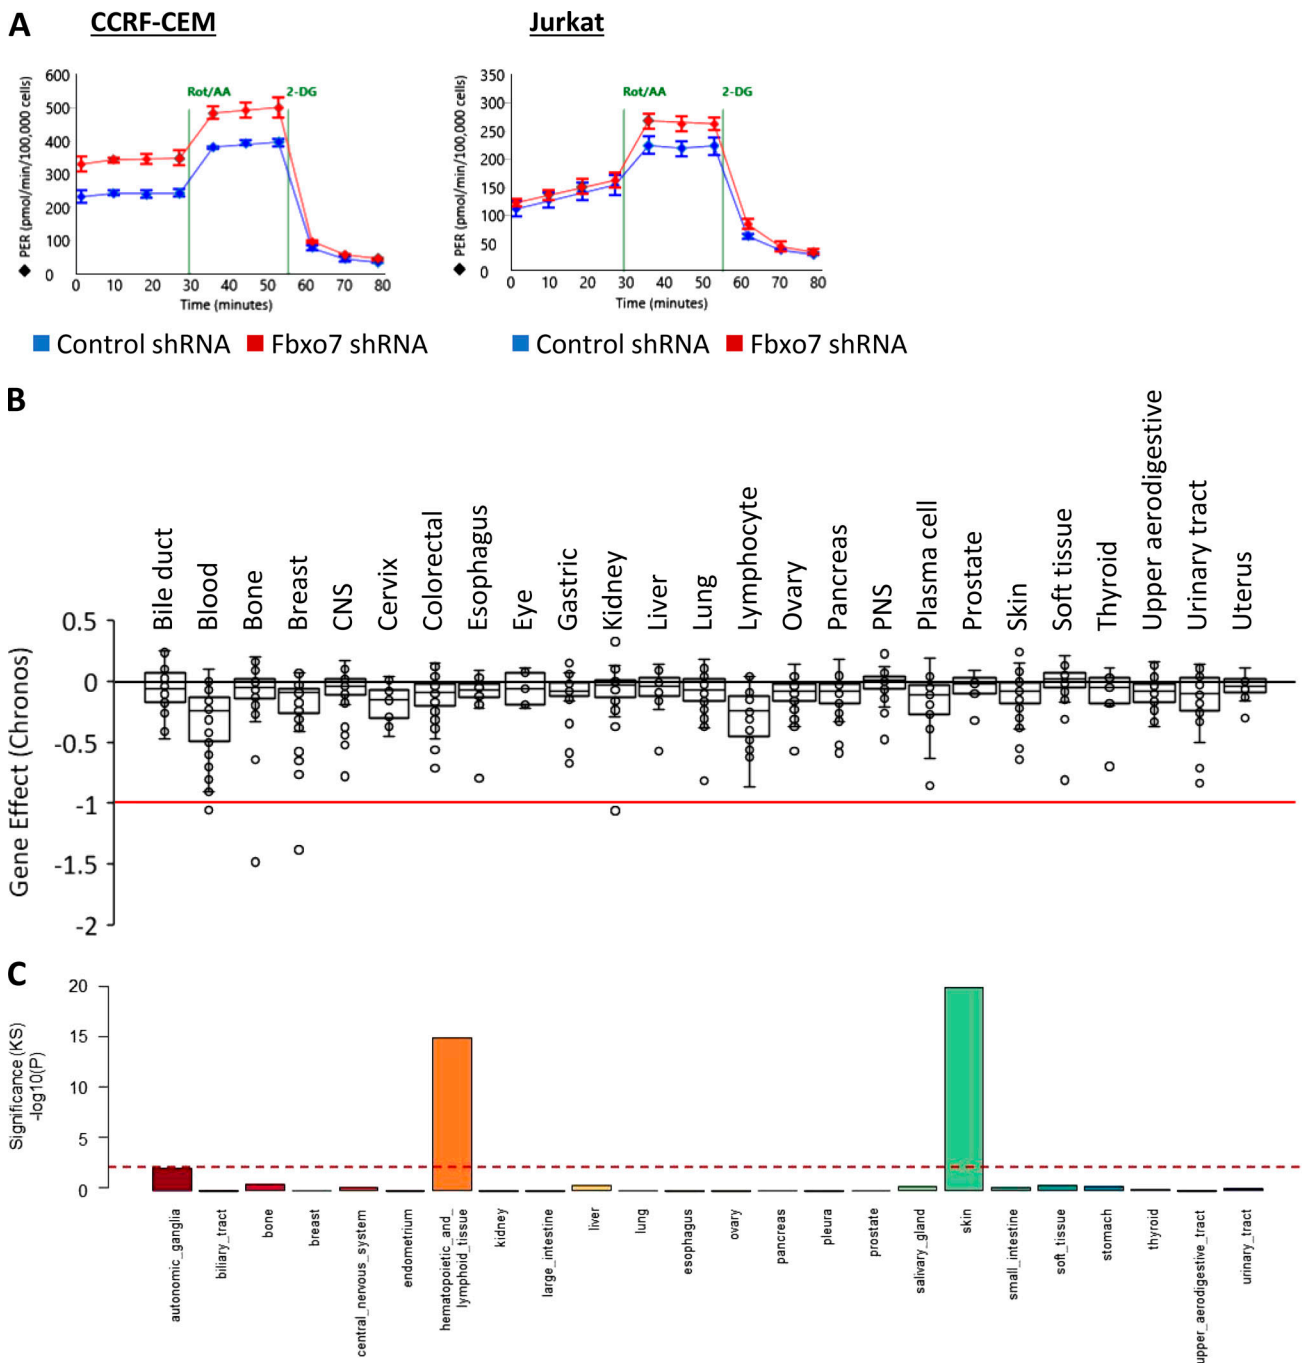 A
CCRF-CEM
Jurkat
PER (pmol/min/100,000 cells)
600
500
400
300
200
100
0
Rot/AA
2-DG
0 10 20 30 40 50 60 70 80
Time (minutes)
PER (pmol/min/100,000 cells)
350
300
250
200
150
100
50
0
Rot/AA
2-DG
0 10 20 30 40 50 60 70 80
Time (minutes)
Control shRNA Fbxo7 shRNA
Control shRNA Fbxo7 shRNA
B
Bile duct
Blood
Bone
Breast
CNS
Cervix
Colorectal
Esophagus
Eye
Gastric
Kidney
Liver
Lung
Lymphocyte
Ovary
Pancreas
PNS
Plasma cell
Prostate
Skin
Soft tissue
Thyroid
Upper aerodigestive
Urinary tract
Uterus
Gene Effect (Chronos)
0.5
0
-0.5
-1
-1.5
-2
C
Significance (KS)
-log10(P)
20
15
10
5
0
autonomic_ganglia
biliary_tract
bone
breast
central_nervous_system
endometrium
hematopoietic_and_
lymphoid_tissue
kidney
large_intestine
liver
lung
esophagus
ovary
pancreas
pleura
prostate
salivary_gland
skin
small_intestine
soft_tissue
stomach
thyroid
upper_aerodigestive_tract
urinary_tract